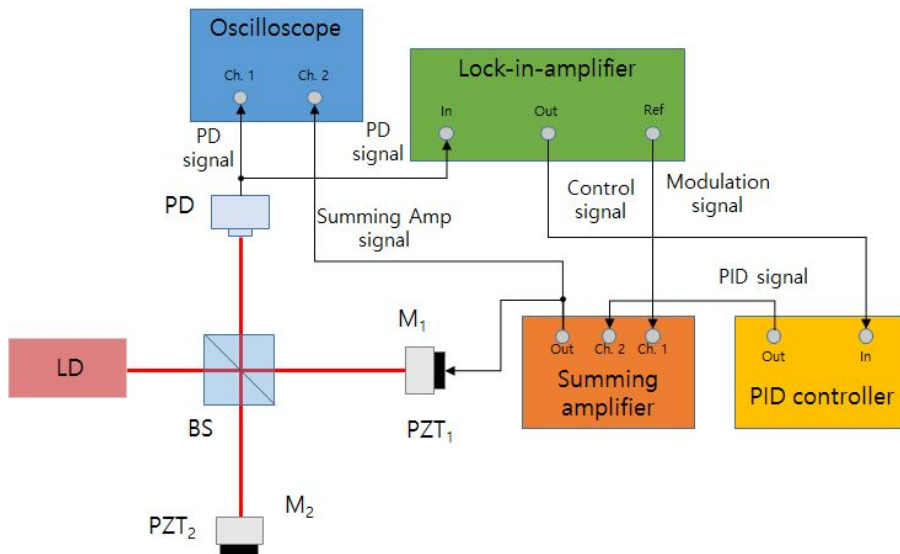 Oscilloscope
Ch. 1
Ch. 2
Lock-in-amplifier
In
Out
Ref
PD
signal
PD
signal
Control
signal
Modulation
signal
PD
Summing Amp
signal
PID signal
M1
LD
BS
PZT1
Out
Ch. 2
Ch. 1
Summing
amplifier
Out
In
PID controller
M2
PZT2